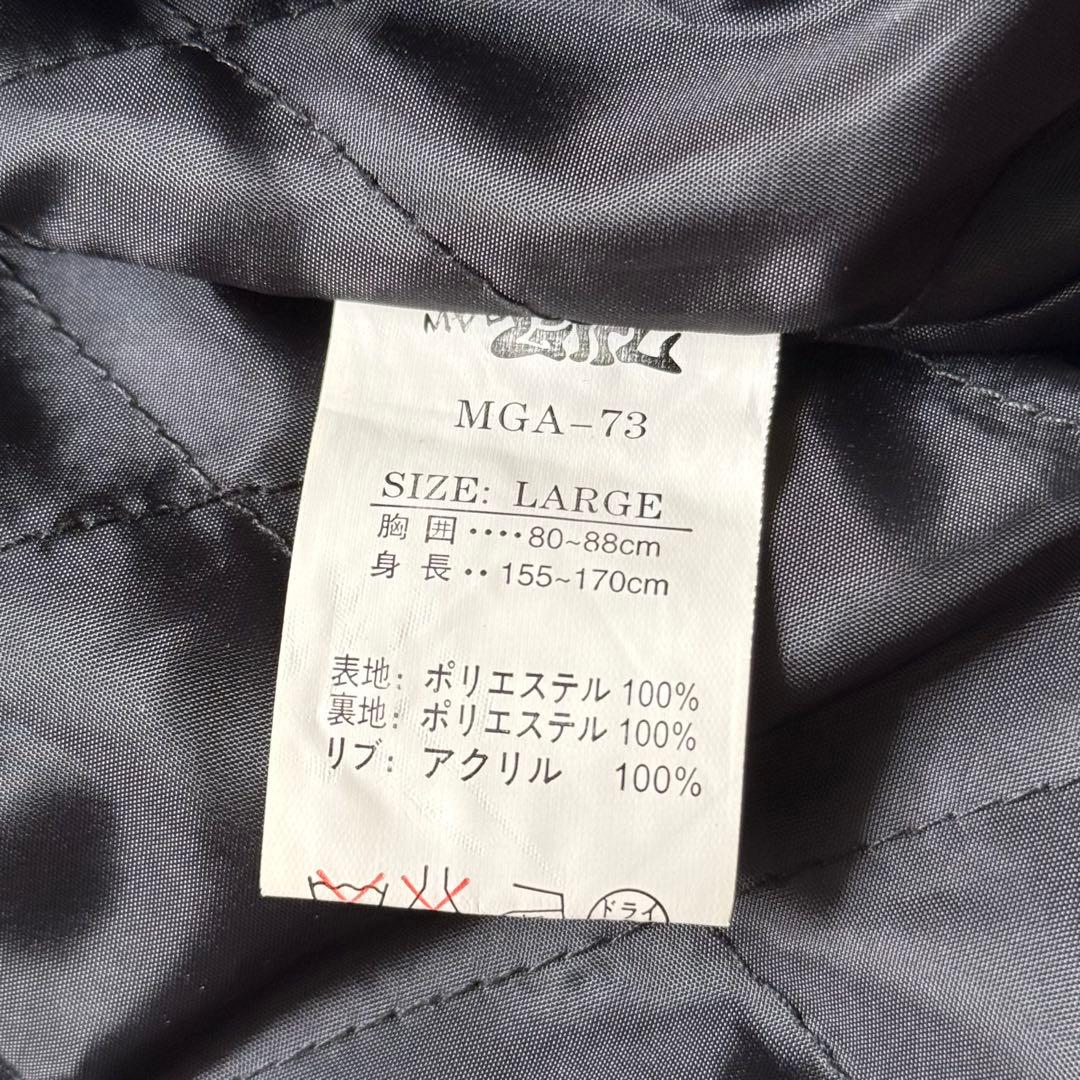 MGA-73
SIZE: LARGE
胸囲····80~88cm
身長··155~170cm
表地: ポリエステル 100%
裏地: ポリエステル 100%
リブ: アクリル 100%
ドライ